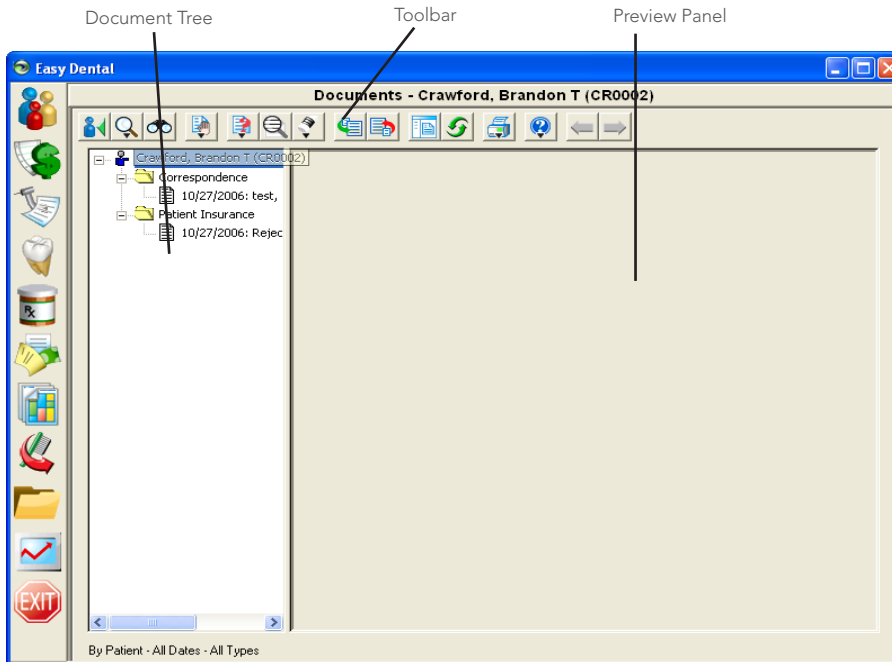 Document Tree
Toolbar
Preview Panel
Easy Dental
Documents - Crawford, Brandon T (CR0002)
Crawford, Brandon T (CR0002)
Correspondence
10/27/2006: test,
Patient Insurance
10/27/2006: Rejec
Rx
EXIT
By Patient - All Dates - All Types